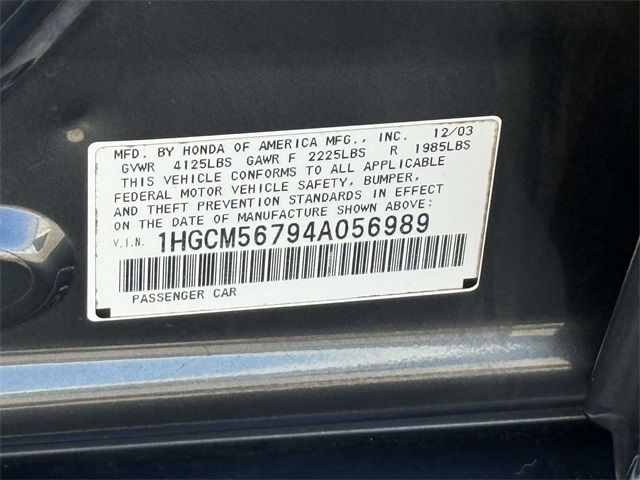 MFD. BY HONDA OF AMERICA MFG., INC. 12/03
GVWR 4125LBS GAWR F 2225LBS R 1985LBS
THIS VEHICLE CONFORMS TO ALL APPLICABLE
FEDERAL MOTOR VEHICLE SAFETY, BUMPER,
AND THEFT PREVENTION STANDARDS IN EFFECT
ON THE DATE OF MANUFACTURE SHOWN ABOVE:
V.I.N. 1HGCM56794A056989
PASSENGER CAR